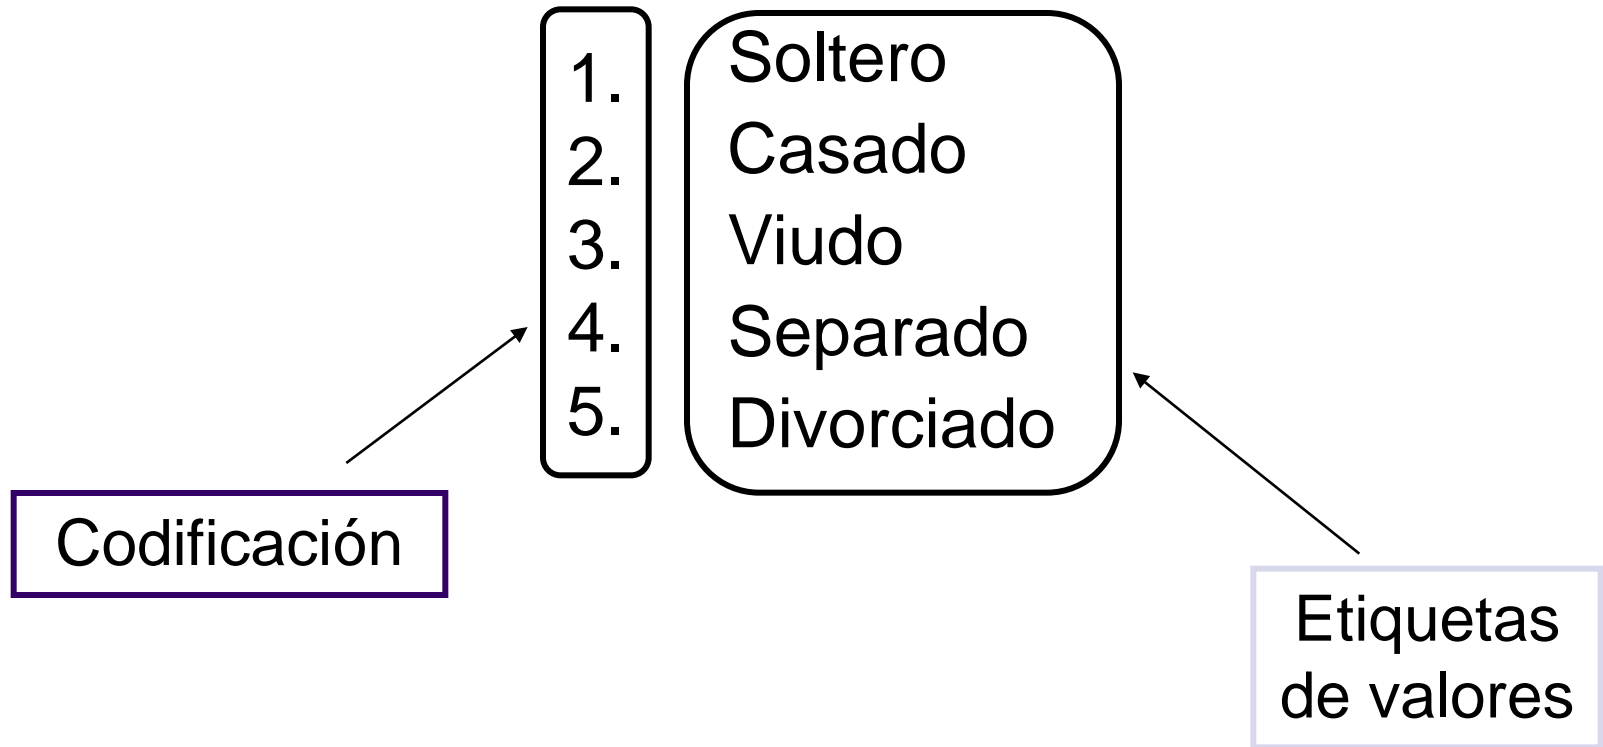 1. Soltero
2. Casado
3. Viudo
4. Separado
5. Divorciado
Codificación
Etiquetas
de valores